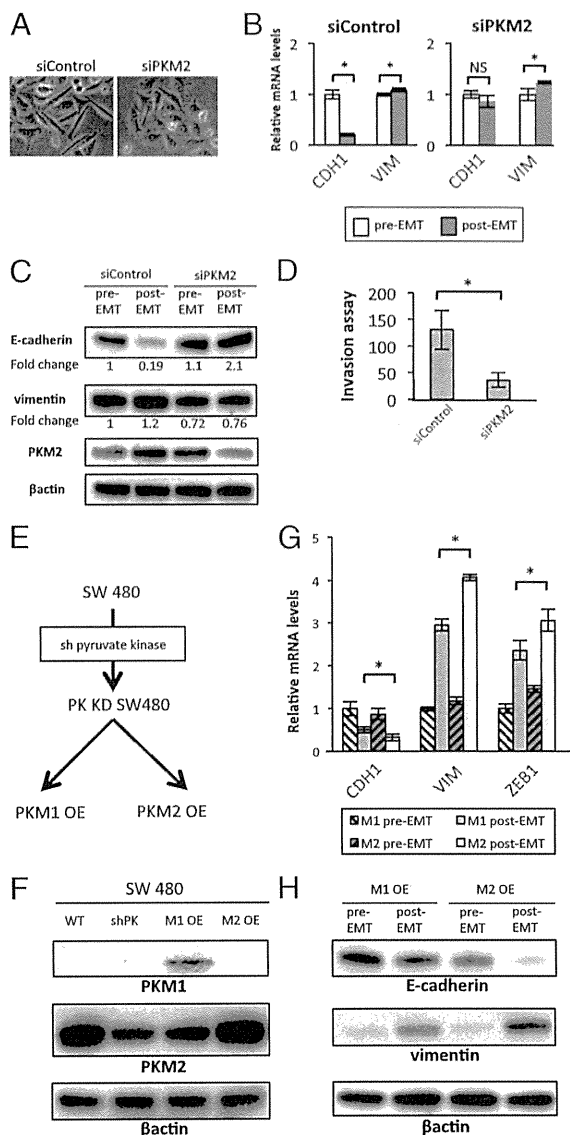 A
siControl siPKM2
B
siControl siPKM2
Relative mRNA levels
2 2
* * NS *
1 1
0 0
CDH1 VIM CDH1 VIM
pre-EMT post-EMT
C
siControl siPKM2
pre-EMT post-EMT pre-EMT post-EMT
E-cadherin
Fold change 1 0.19 1.1 2.1
vimentin
Fold change 1 1.2 0.72 0.76
PKM2
βactin
D
Invasion assay
200
150
100
50
0
*
siControl siPKM2
E
SW 480
sh pyruvate kinase
PK KD SW480
PKM1 OE PKM2 OE
F
SW 480
WT shPK M1 OE M2 OE
PKM1
PKM2
βactin
G
Relative mRNA levels
5
4
3
2
1
0
* * *
CDH1 VIM ZEB1
M1 pre-EMT M1 post-EMT
M2 pre-EMT M2 post-EMT
H
M1 OE M2 OE
pre-EMT post-EMT pre-EMT post-EMT
E-cadherin
vimentin
βactin